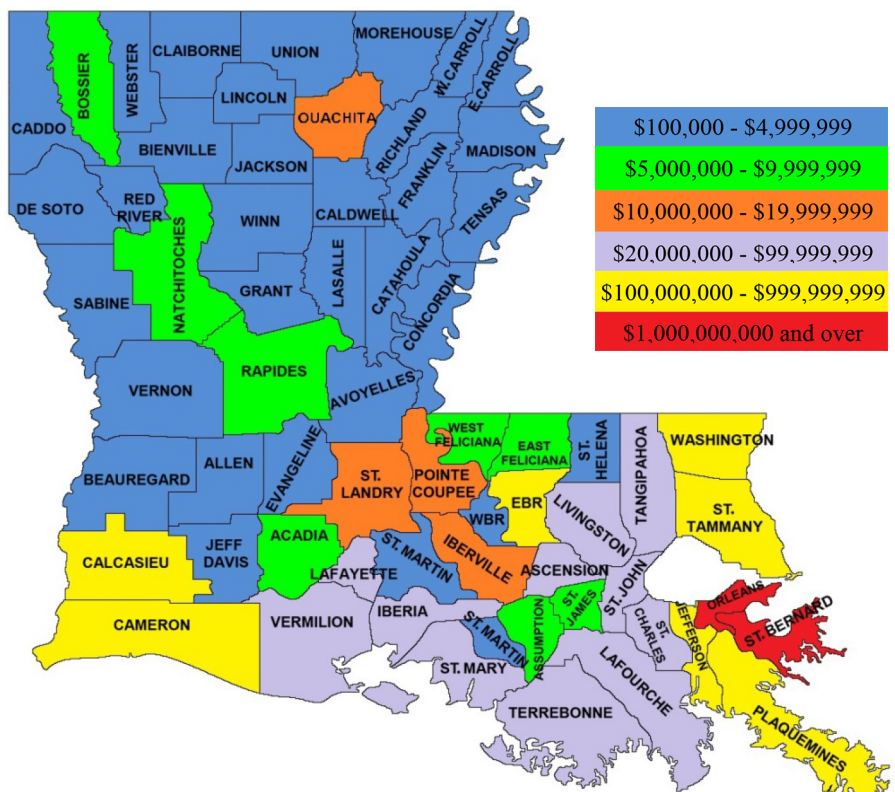 MOREHOUSE
CLAIBORNE
UNION
W.CARROLL
E.CARROLL
BOSSIER
WEBSTER
LINCOLN
OUACHITA
CADDO
RICHLAND
BIENVILLE
JACKSON
FRANKLIN
MADISON
DE SOTO
RED
RIVER
WINN
CALDWELL
TENSAS
NATCHITOCHES
CATAHOULA
LASALLE
GRANT
SABINE
CONCORDIA
RAPIDES
VERNON
AVOYELLES
$100,000 - $4,999,999
$5,000,000 - $9,999,999
$10,000,000 - $19,999,999
$20,000,000 - $99,999,999
$100,000,000 - $999,999,999
$1,000,000,000 and over
WEST
FELICIANA
EAST
FELICIANA
ST.
HELENA
TANGIPAHOA
WASHINGTON
BEAUREGARD
ALLEN
EVANGELINE
ST.
LANDRY
POINTE
COUPEE
EBR
WBR
LIVINGSTON
ST.
TAMMANY
CALCASIEU
JEFF
DAVIS
ACADIA
LAFAYETTE
ST. MARTIN
IBERVILLE
ASCENSION
ST. JOHN
ST.
JAMES
ORLEANS
ST. BERNARD
CAMERON
VERMILION
IBERIA
ST. MARTIN
ASSUMPTION
ST.
CHARLES
JEFFERSON
ST. MARY
LAFOURCHE
TERREBONNE
PLAQUEMINES